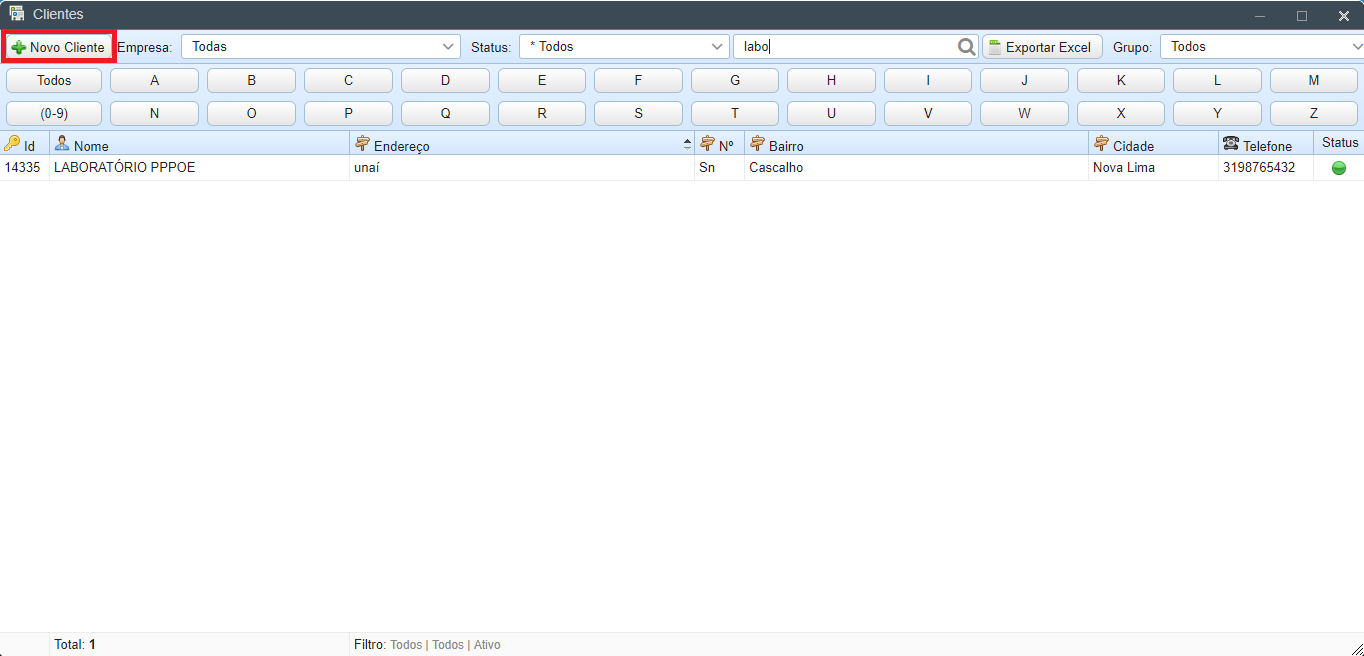 Clientes
Novo Cliente Empresa: Todas Status: * Todos labo Exportar Excel Grupo: Todos
Todos A B C D E F G H I J K L M
(0-9) N O P Q R S T U V W X Y Z
Id Nome Endereço Nº Bairro Cidade Telefone Status
14335 LABORATÓRIO PPPOE unaí Sn Cascalho Nova Lima 3198765432
Total: 1 Filtro: Todos | Todos | Ativo